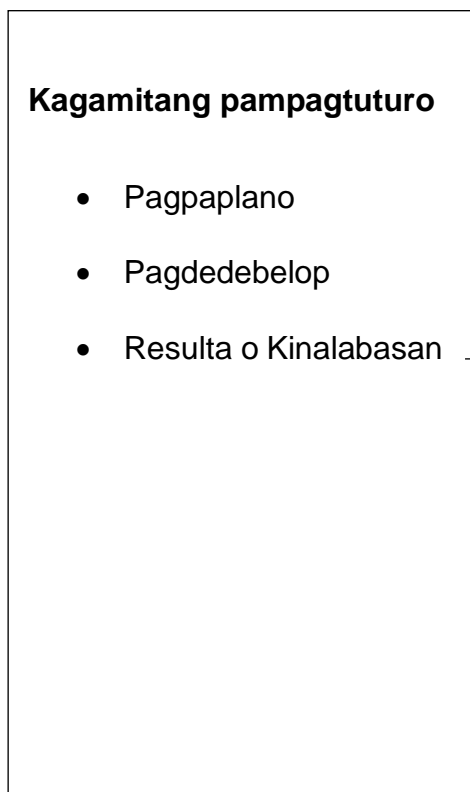 Kagamitang pampagtuturo
• Pagpaplano
• Pagdedebelop
• Resulta o Kinalabasan